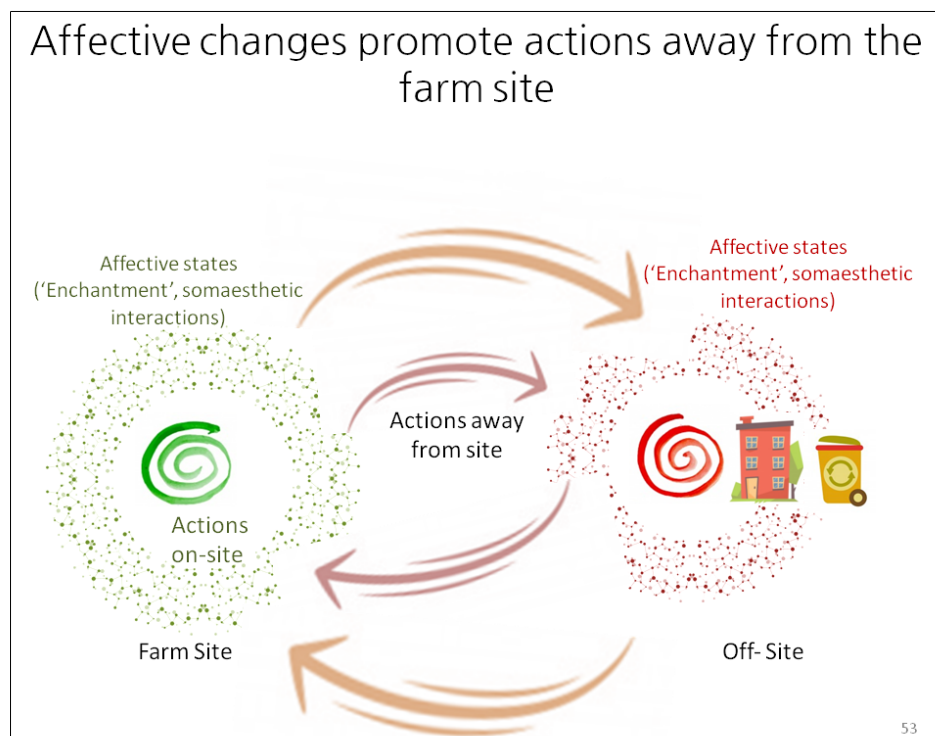 Affective changes promote actions away from the
farm site
Affective states
(‘Enchantment’, somaesthetic
interactions)
Affective states
(‘Enchantment’, somaesthetic
interactions)
Actions away
from site
Actions
on-site
Farm Site
Off- Site
53